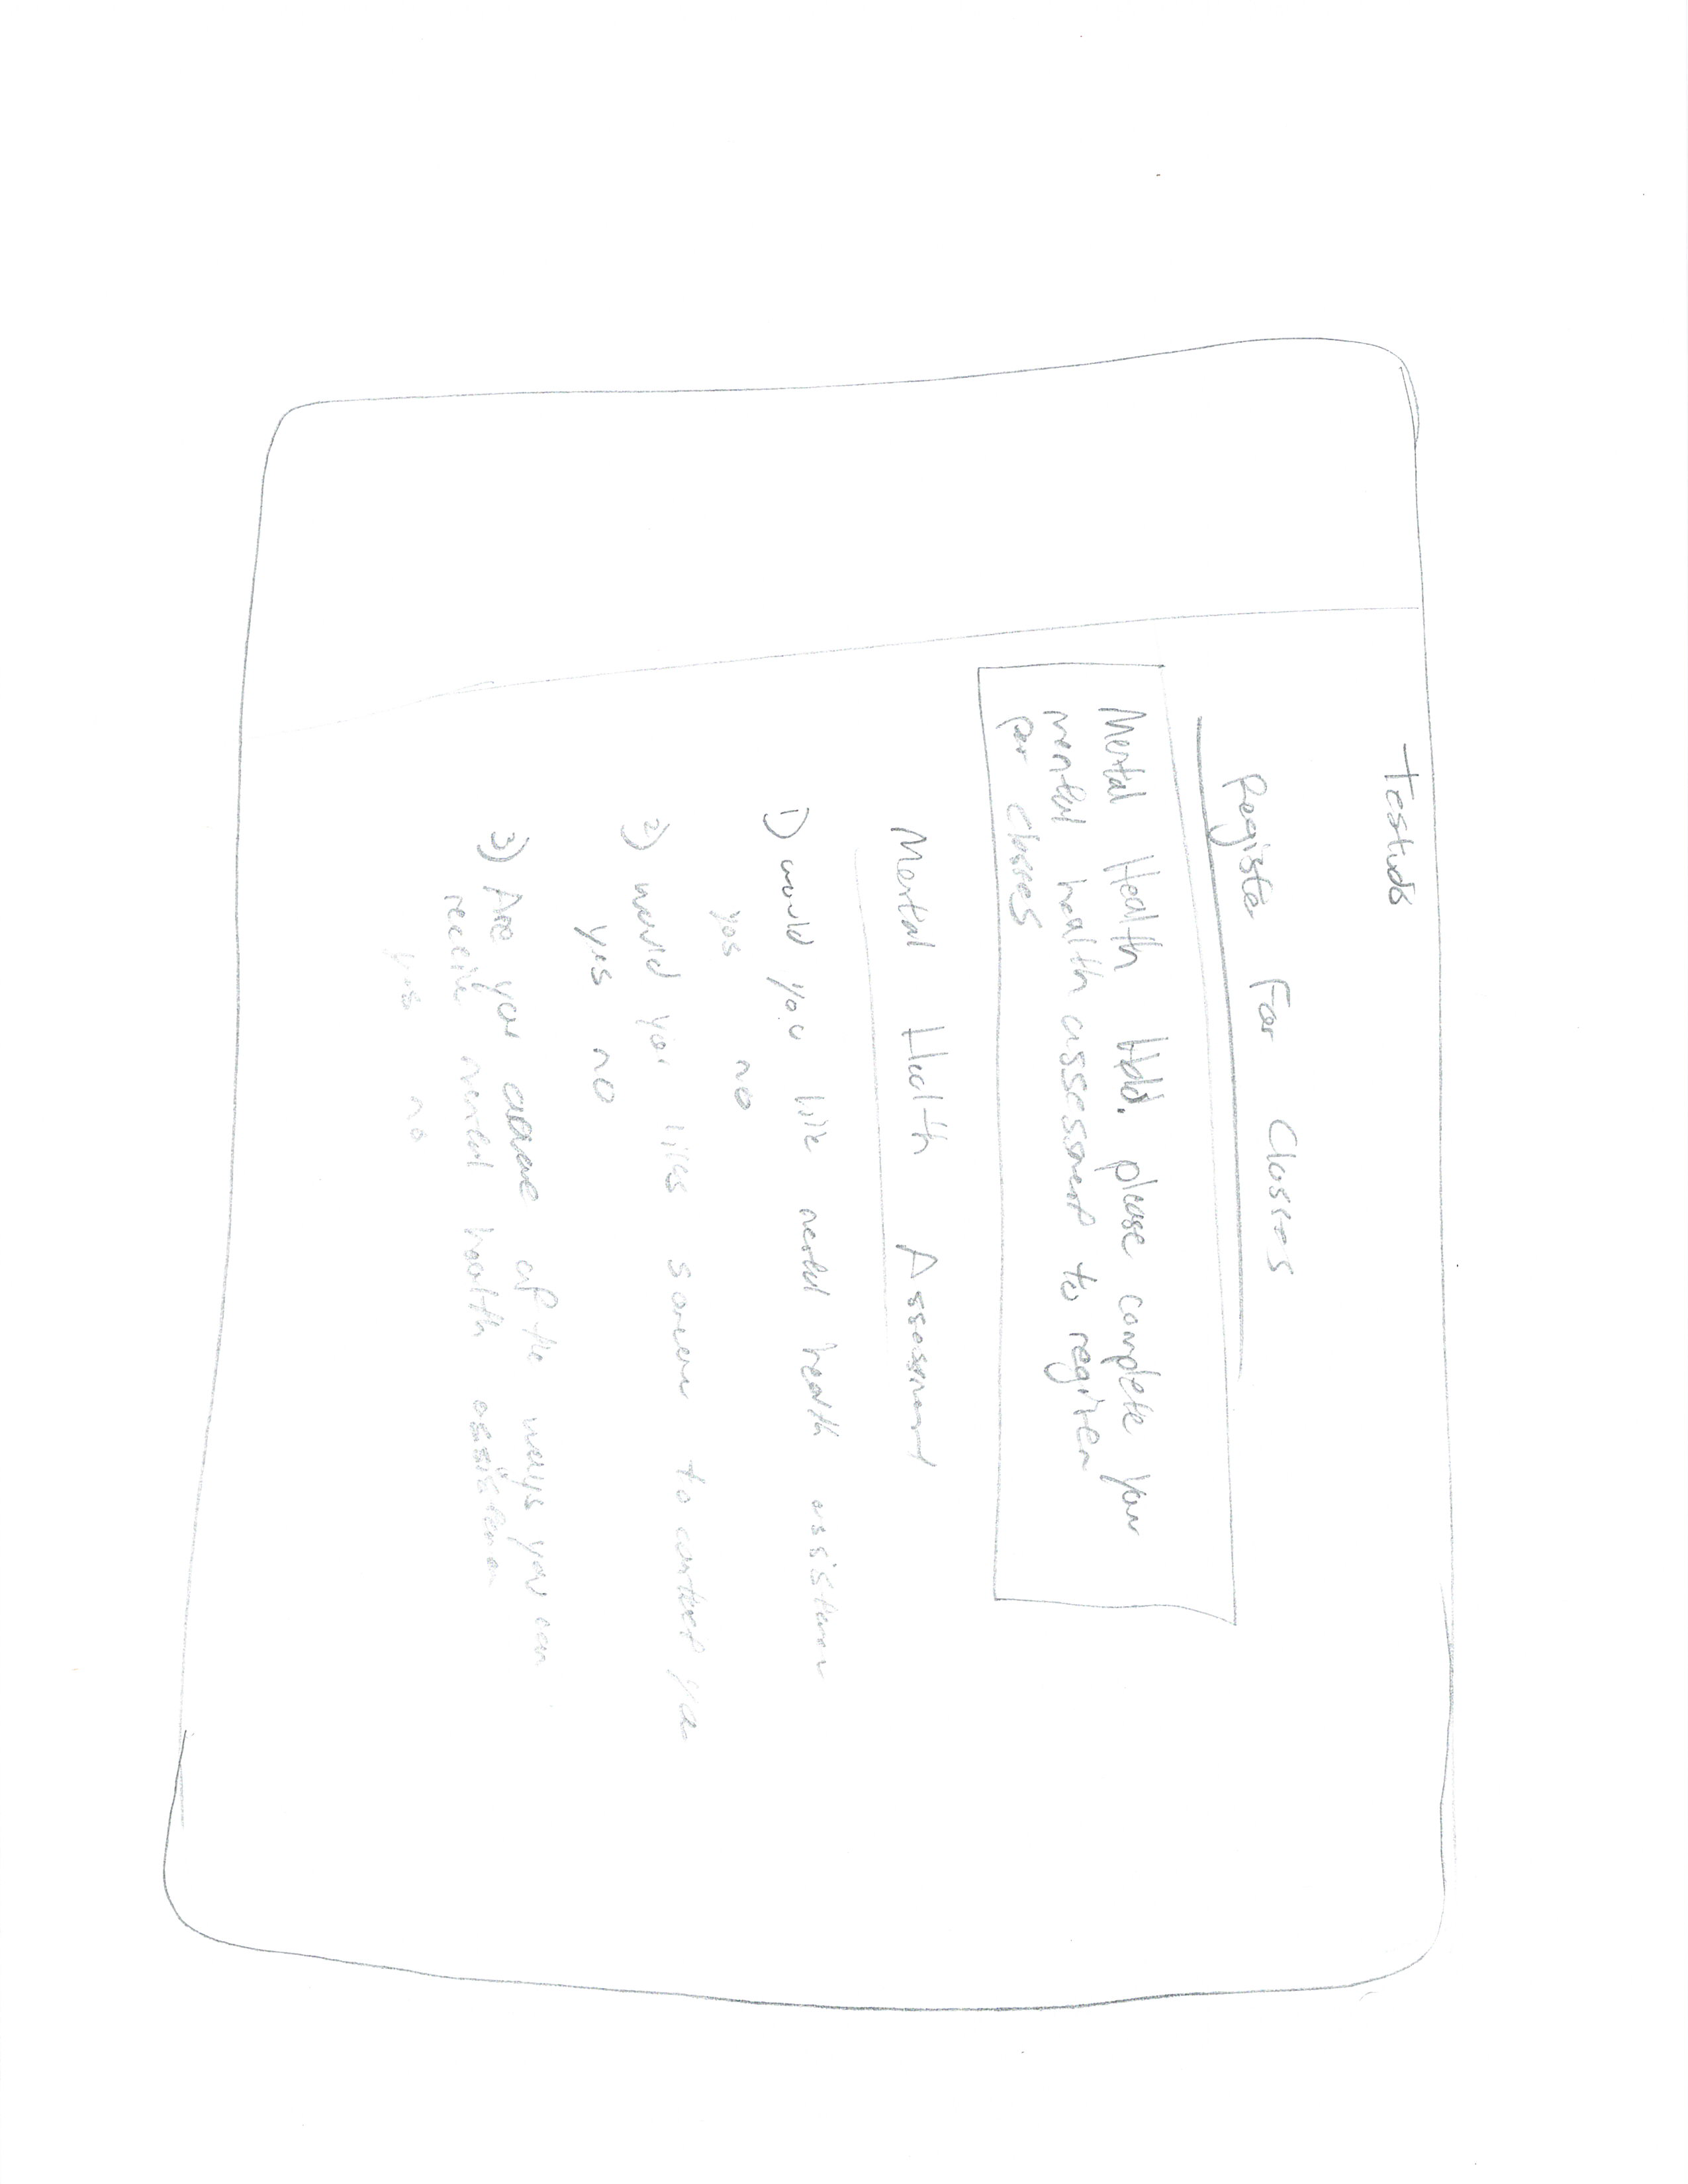 Testudo
Register For Classes
Mental Health Hold. please complete your
mental health assessment to register
for classes
Mental Health Assessment
1) would you like mental health assistance
yes no
2) would you like someone to contact you
yes no
3) Are you aware of the ways you can
receive mental health assistance
yes no